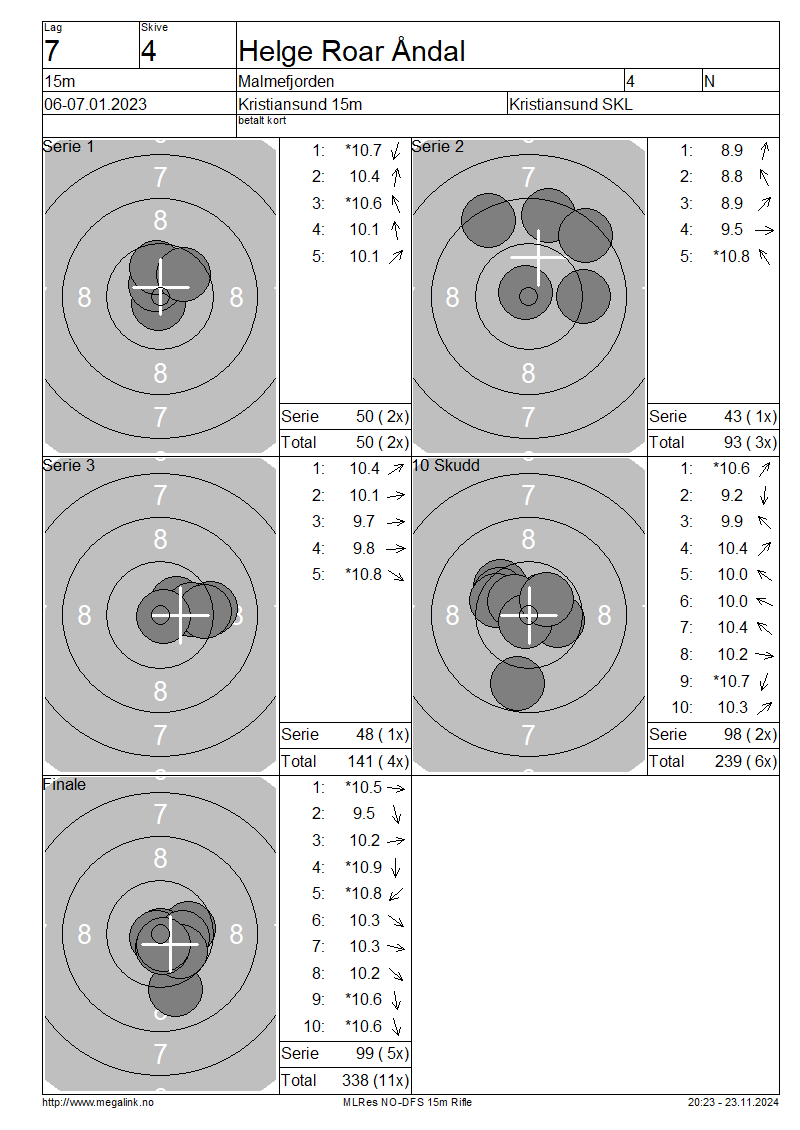 Lag
Skive
7
4
Helge Roar Åndal
15m
Malmefjorden
4
N
06-07.01.2023
Kristiansund 15m
Kristiansund SKL
betalt kort
Serie 1
7
8
8
8
8
7
1: *10.7
2: 10.4
3: *10.6
4: 10.1
5: 10.1
Serie 50 ( 2x)
Total 50 ( 2x)
Serie 2
7
8
8
8
8
7
1: 8.9
2: 8.8
3: 8.9
4: 9.5
5: *10.8
Serie 43 ( 1x)
Total 93 ( 3x)
Serie 3
7
8
8
8
8
7
1: 10.4
2: 10.1
3: 9.7
4: 9.8
5: *10.8
Serie 48 ( 1x)
Total 141 ( 4x)
10 Skudd
7
8
8
8
8
7
1: *10.6
2: 9.2
3: 9.9
4: 10.4
5: 10.0
6: 10.0
7: 10.4
8: 10.2
9: *10.7
10: 10.3
Serie 98 ( 2x)
Total 239 ( 6x)
Finale
7
8
8
8
8
7
1: *10.5
2: 9.5
3: 10.2
4: *10.9
5: *10.8
6: 10.3
7: 10.3
8: 10.2
9: *10.6
10: *10.6
Serie 99 ( 5x)
Total 338 (11x)
http://www.megalink.no
MLRes NO-DFS 15m Rifle
20:23 - 23.11.2024